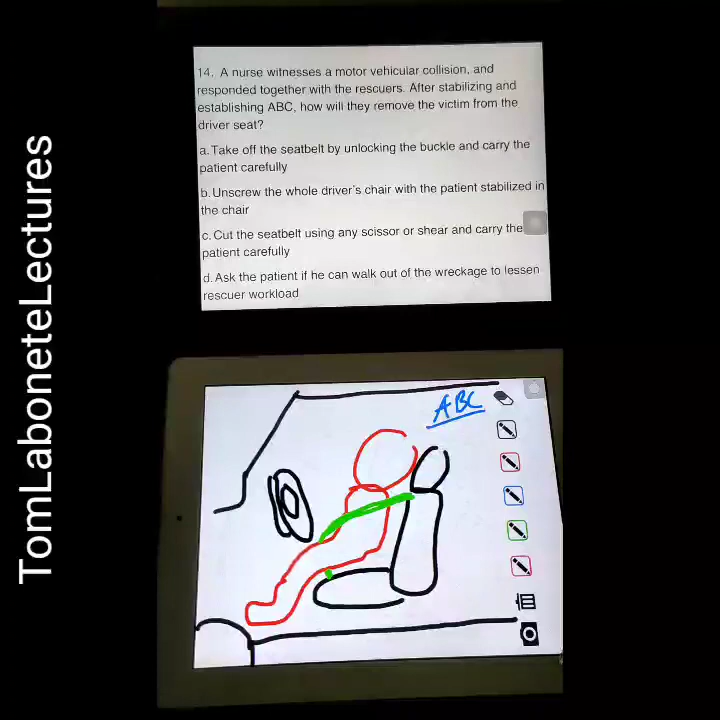 TomLaboneteLectures
14. A nurse witnesses a motor vehicular collision, and
responded together with the rescuers. After stabilizing and
establishing ABC, how will they remove the victim from the
driver seat?
a. Take off the seatbelt by unlocking the buckle and carry the
patient carefully
b. Unscrew the whole driver's chair with the patient stabilized in
the chair
c. Cut the seatbelt using any scissor or shear and carry the
patient carefully
d. Ask the patient if he can walk out of the wreckage to lessen
rescuer workload
ABC